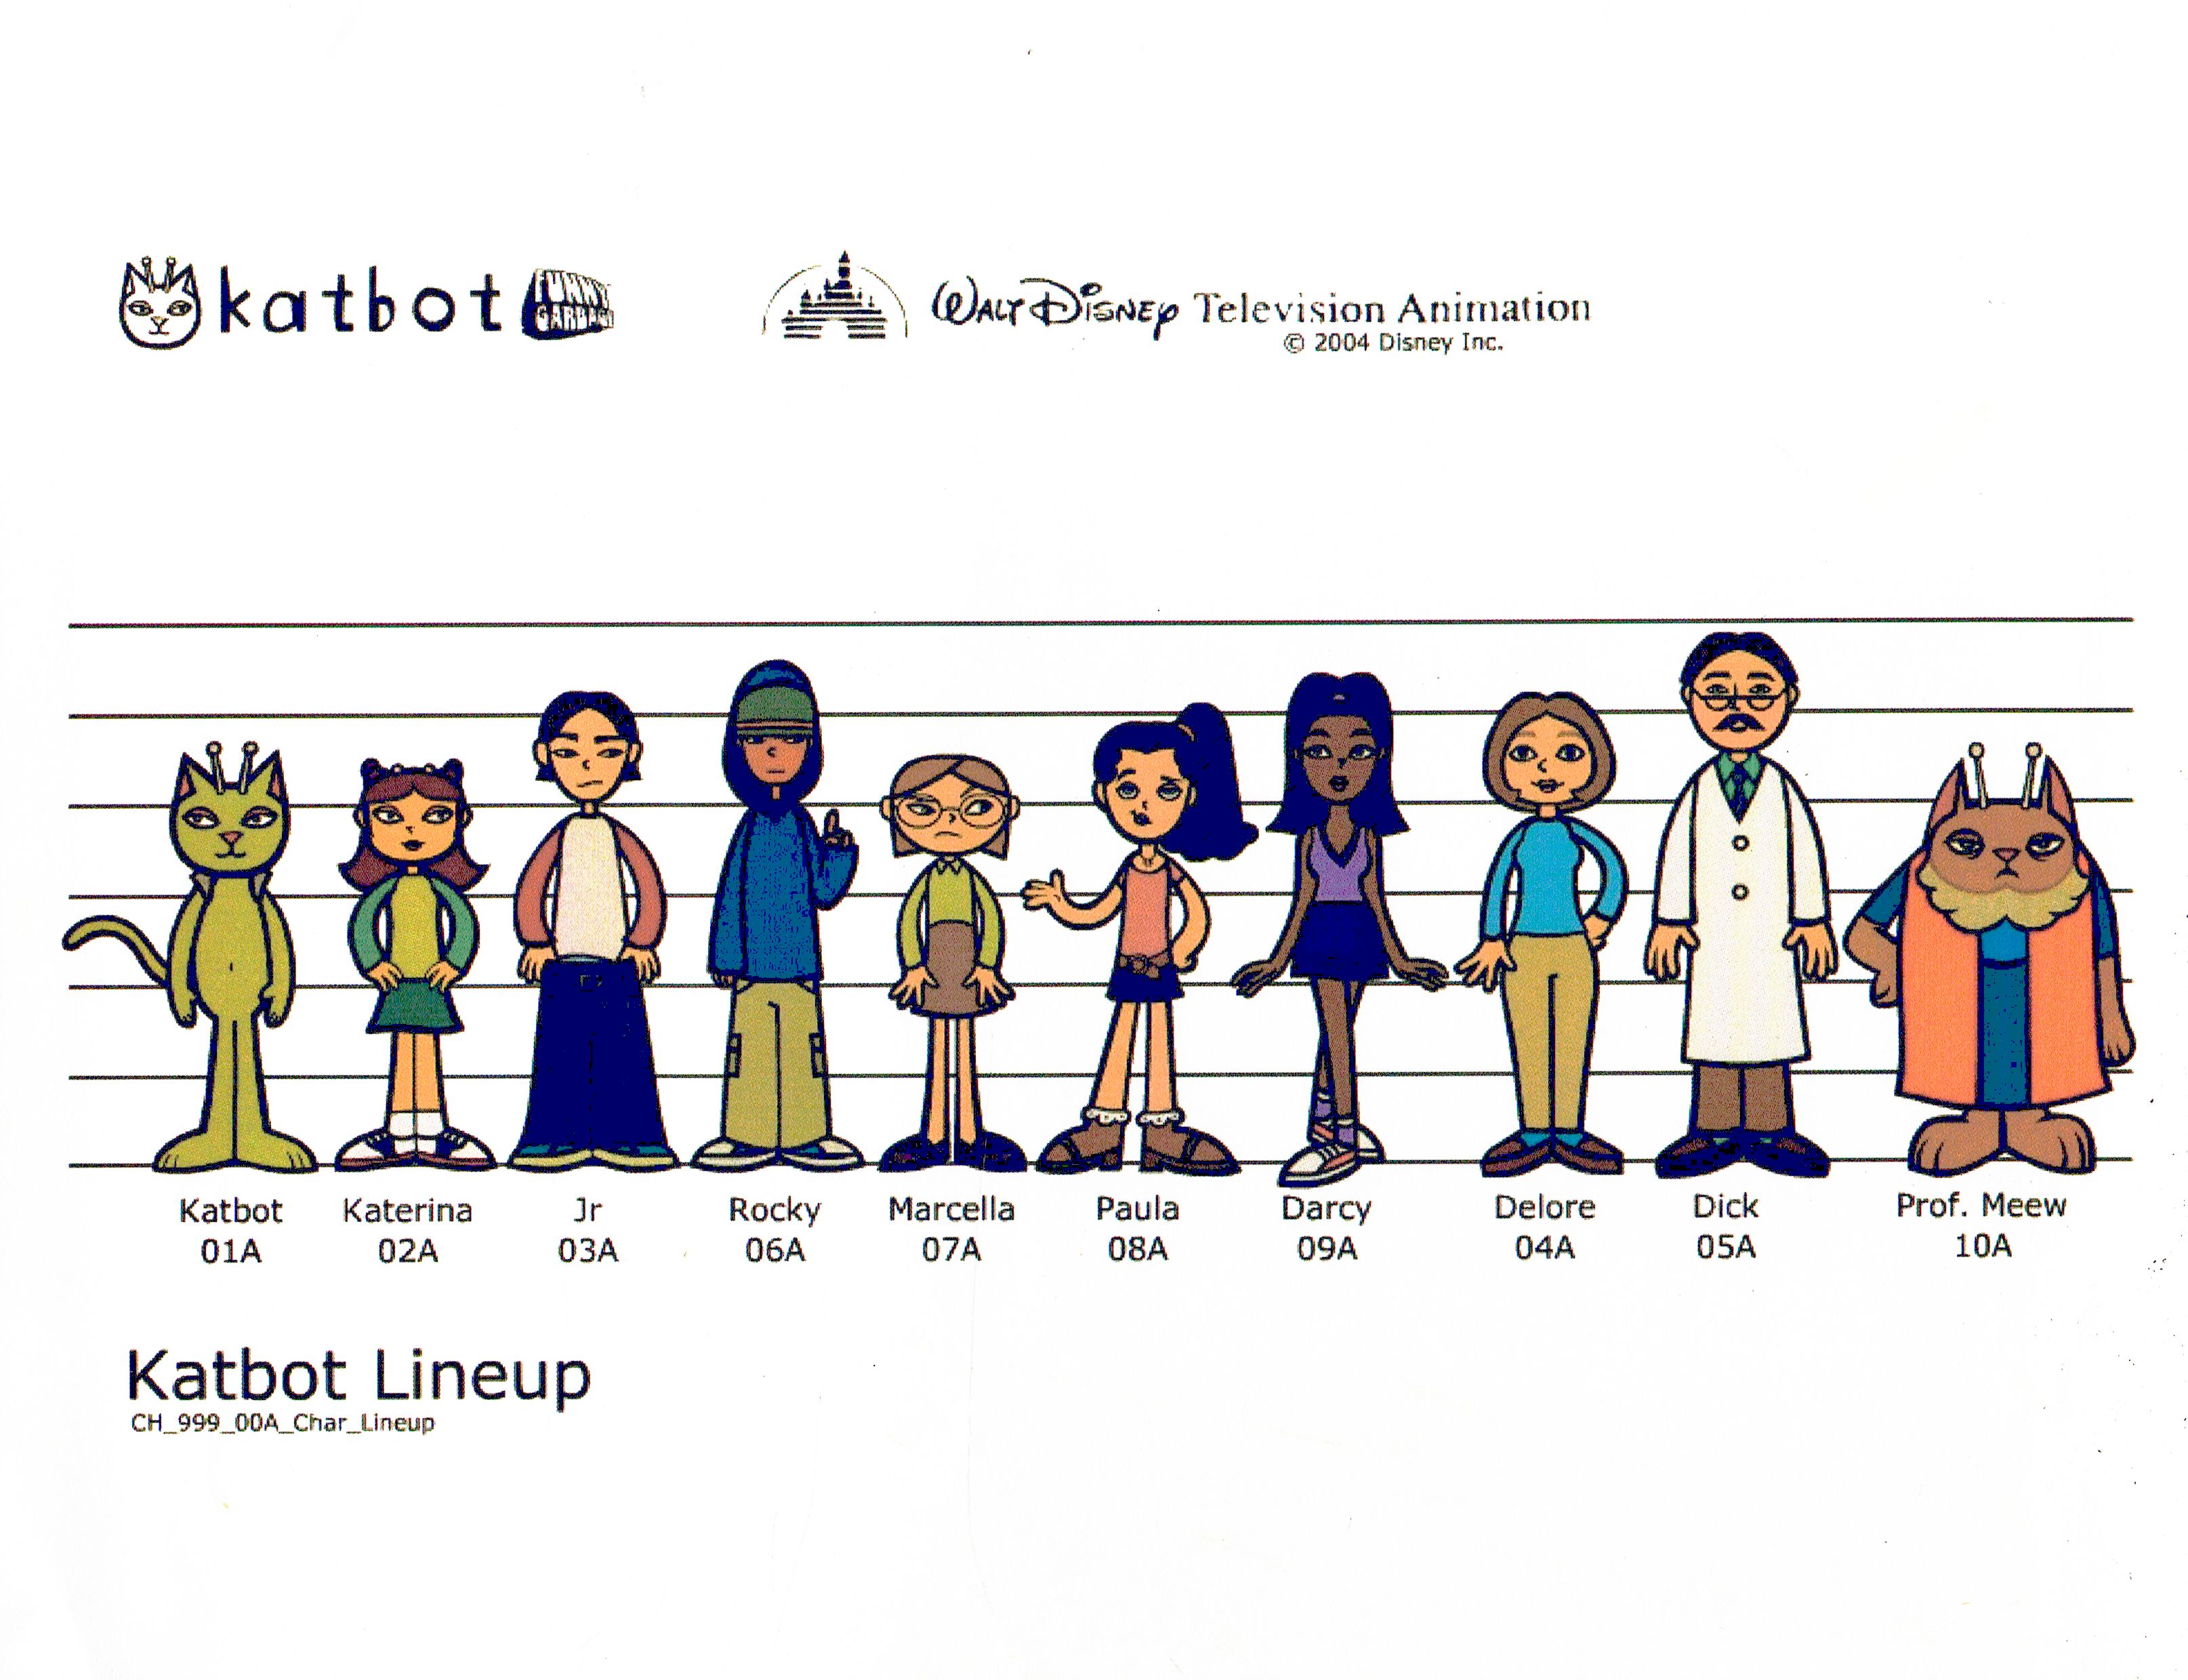 katbot FUNNY GARBAGE
WALT DISNEY Television Animation
© 2004 Disney Inc.
Katbot Katerina Jr Rocky Marcella Paula Darcy Delore Dick Prof. Meew
01A 02A 03A 06A 07A 08A 09A 04A 05A 10A
Katbot Lineup
CH_999_00A_Char_Lineup